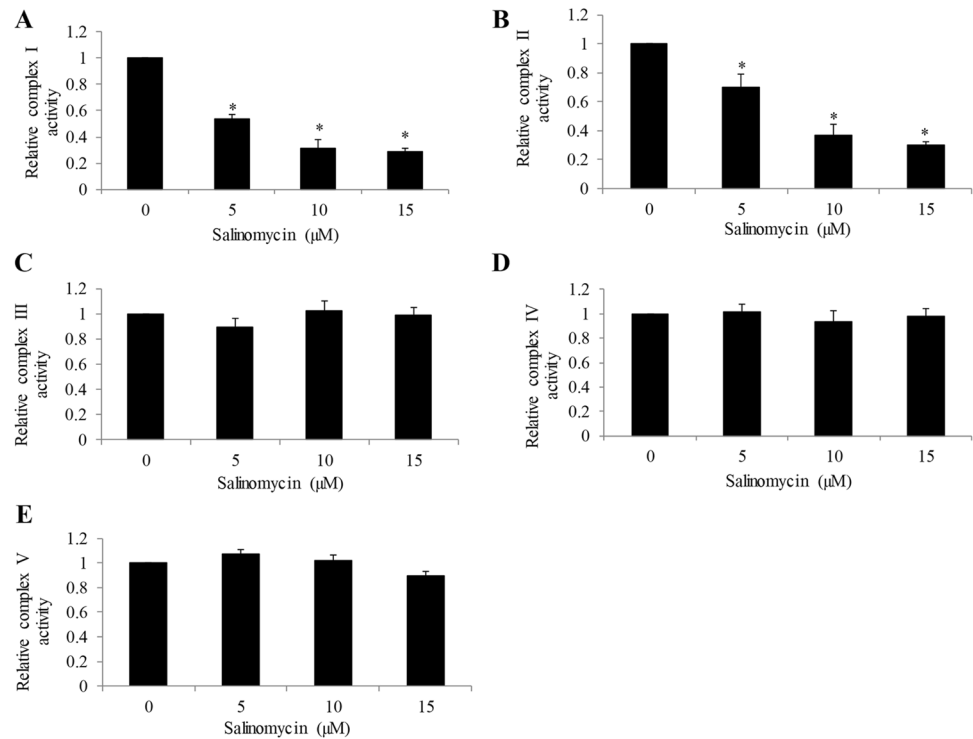 A
Relative complex I
activity
1.2
1
0.8
0.6
0.4
0.2
0
*
*
*
0 5 10 15
Salinomycin (μM)
B
Relative complex II
activity
1.2
1
0.8
0.6
0.4
0.2
0
*
*
*
0 5 10 15
Salinomycin (μM)
C
Relative complex III
activity
1.2
1
0.8
0.6
0.4
0.2
0
0 5 10 15
Salinomycin (μM)
D
Relative complex IV
activity
1.2
1
0.8
0.6
0.4
0.2
0
0 5 10 15
Salinomycin (μM)
E
Relative complex V
activity
1.2
1
0.8
0.6
0.4
0.2
0
0 5 10 15
Salinomycin (μM)